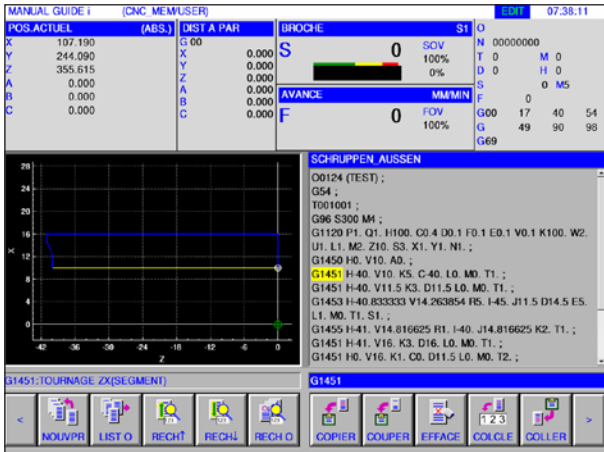 MANUAL GUIDE i (CNC_MEM/USER) EDIT 07:38:11
POS.ACTUEL (ABS.)
X 107.190
Y 244.090
Z 355.615
A 0.000
B 0.000
C 0.000
DIST A PAR
G 00
X 0.000
Y 0.000
Z 0.000
A 0.000
B 0.000
C 0.000
BROCHE S1
S 0 SOV
100%
0%
AVANCE MM/MIN
F 0 FOV
100%
O
N 00000000
T 0 M 0
D 0 H 0
S 0 M5
F 0
G00 17 40 54
G 49 90 98
G69
28
24
20
16
12
8
4
0
X
-42 -36 -30 -24 -18 -12 -6 0
Z
SCHRUPPEN_AUSSEN
O0124 (TEST) ;
G54 ;
T001001 ;
G96 S300 M4 ;
G1120 P1. Q1. H100. C0.4 D0.1 F0.1 E0.1 V0.1 K100. W2.
U1. L1. M2. Z10. S3. X1. Y1. N1. ;
G1450 H0. V10. A0. ;
G1451 H-40. V10. K5. C-40. L0. M0. T1. ;
G1451 H-40. V11.5 K3. D11.5 L0. M0. T1. ;
G1453 H-40.833333 V14.263854 R5. I-45. J11.5 D14.5 E5.
L1. M0. T1. S1. ;
G1455 H-41. V14.816625 R1. I-40. J14.816625 K2. T1. ;
G1451 H-41. V16. K3. D16. L0. M0. T1. ;
G1451 H0. V16. K1. C0. D11.5 L0. M0. T2. ;
G1451:TOURNAGE ZX(SEGMENT)
G1451
< NOUVPR LIST O RECH↑ RECH↓ RECH O COPIER COUPER EFFACE COLCLE COLLER >